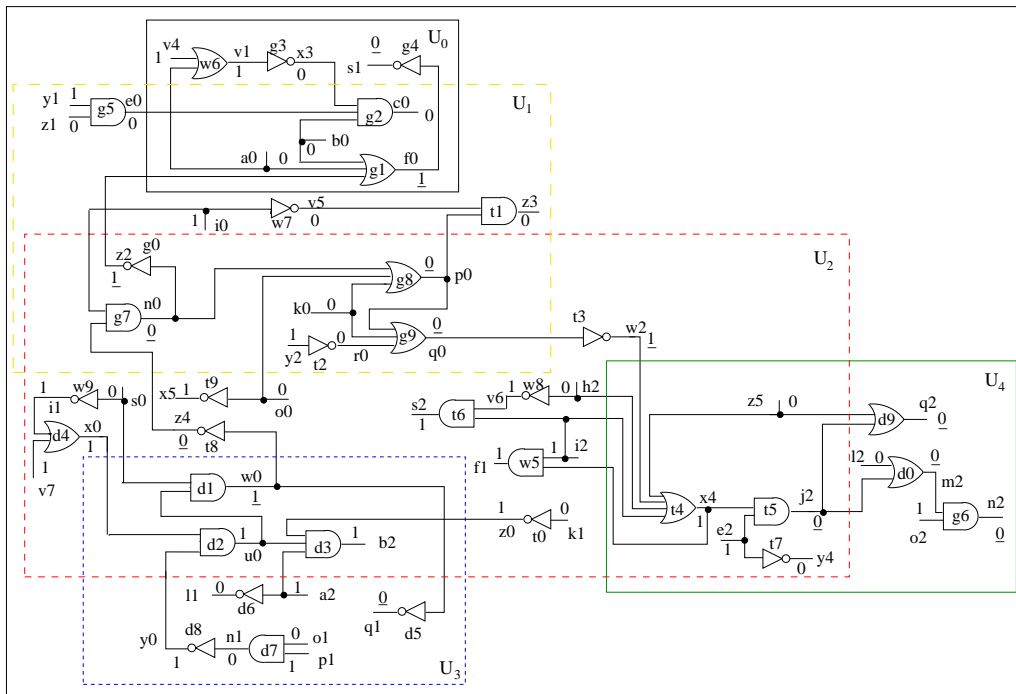 U0
v4 v1 g3 x3 0 g4
1 w6 1 0 s1
y1 1 e0 c0 U1
g5 g2
z1 0 0 0
b0
0
a0 0 f0
g1
1
v5 z3
1 i0 w7 0 t1 0
z2 g0 0 U2
1 g8 p0
n0 k0 0 t3
g7 0 w2
0 1 0 g9 1
y2 t2 r0 q0
w9 t9 w8 U4
1 0 s0 x5 1 0 1 0 h2
i1 o0 v6 z5 0
x0 z4 s2 t6 q2
d4 0 t8 1 d9 0
1 1 i2 l2 0
v7 w0 f1 1 w5 0 d0
d1 1 x4 j2 m2
t4 t5 n2
1 1 1 z0 0 1 0 1 g6
d2 d3 b2 t0 k1 e2 o2 0
u0 1 t7 y4
0
l1 0 1 a2
d6 0
q1 d5
y0 d8 n1 0 o1
d7
1 0 1 p1
U3